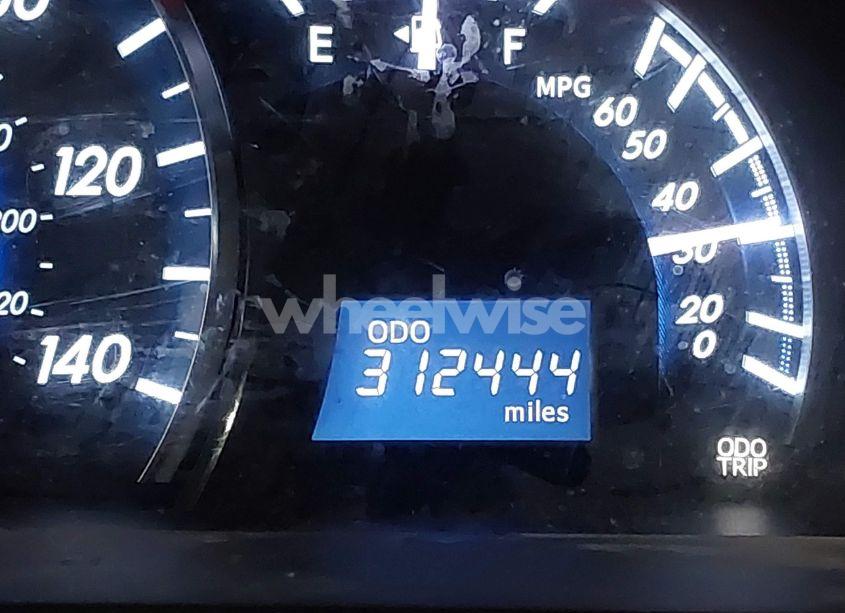 E F
MPG
60
50
120
40
30
20
0
140
wheelwise
ODO
312444
miles
ODO
TRIP